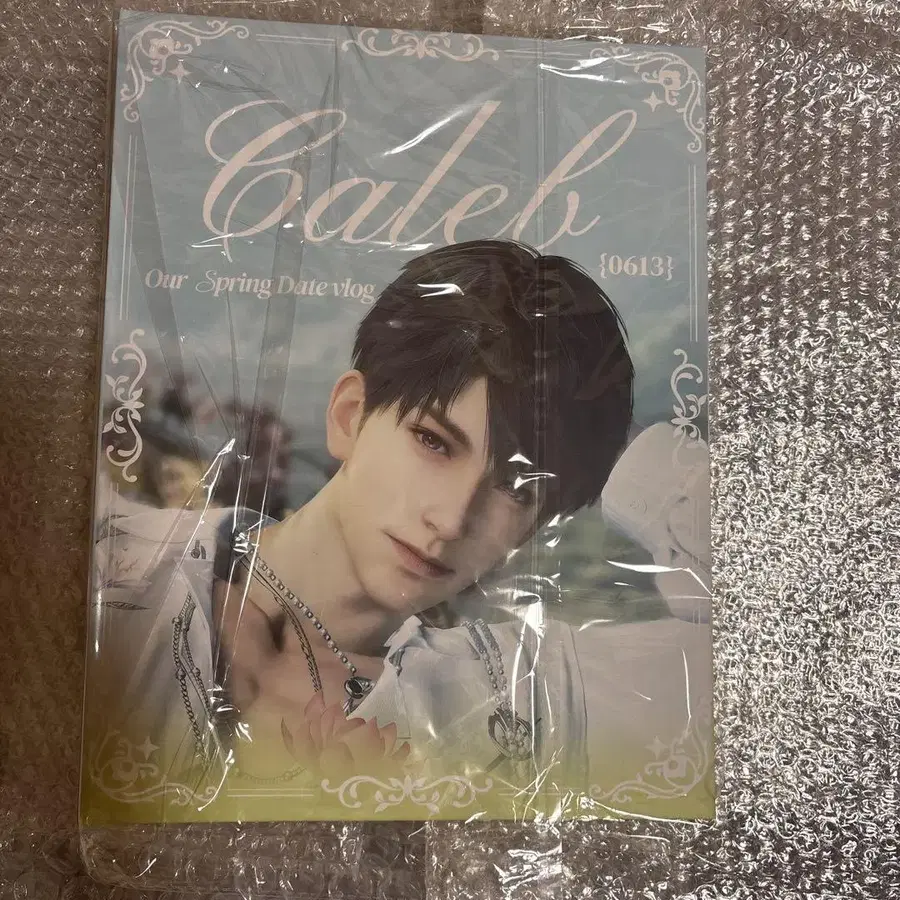 Caleb
{0613}
Our Spring Date vlog